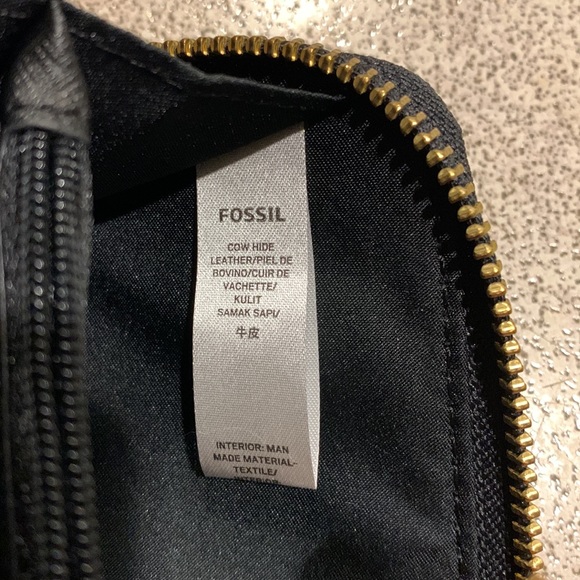 FOSSIL
COW HIDE
LEATHER/PIEL DE
BOVINO/CUIR DE
VACHETTE/
KULIT
SAMAK SAPI/
牛皮
INTERIOR: MAN
MADE MATERIAL-
TEXTILE/